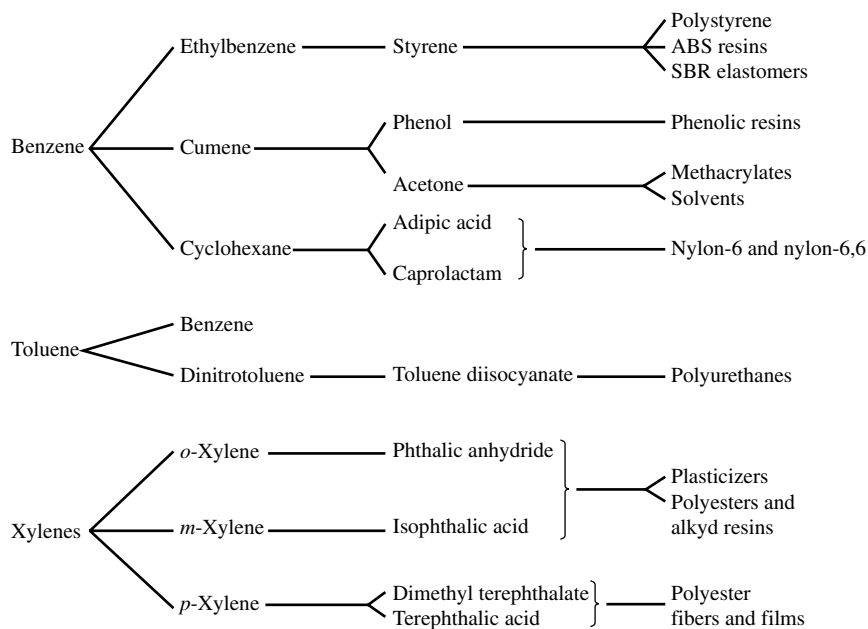 Polystyrene
Ethylbenzene Styrene ABS resins
SBR elastomers
Phenol Phenolic resins
Benzene Cumene
Methacrylates
Acetone
Solvents
Adipic acid
Cyclohexane Nylon-6 and nylon-6,6
Caprolactam
Benzene
Toluene
Dinitrotoluene Toluene diisocyanate Polyurethanes
o-Xylene Phthalic anhydride
Plasticizers
Polyesters and
Xylenes m-Xylene Isophthalic acid alkyd resins
Dimethyl terephthalate Polyester
p-Xylene
Terephthalic acid fibers and films